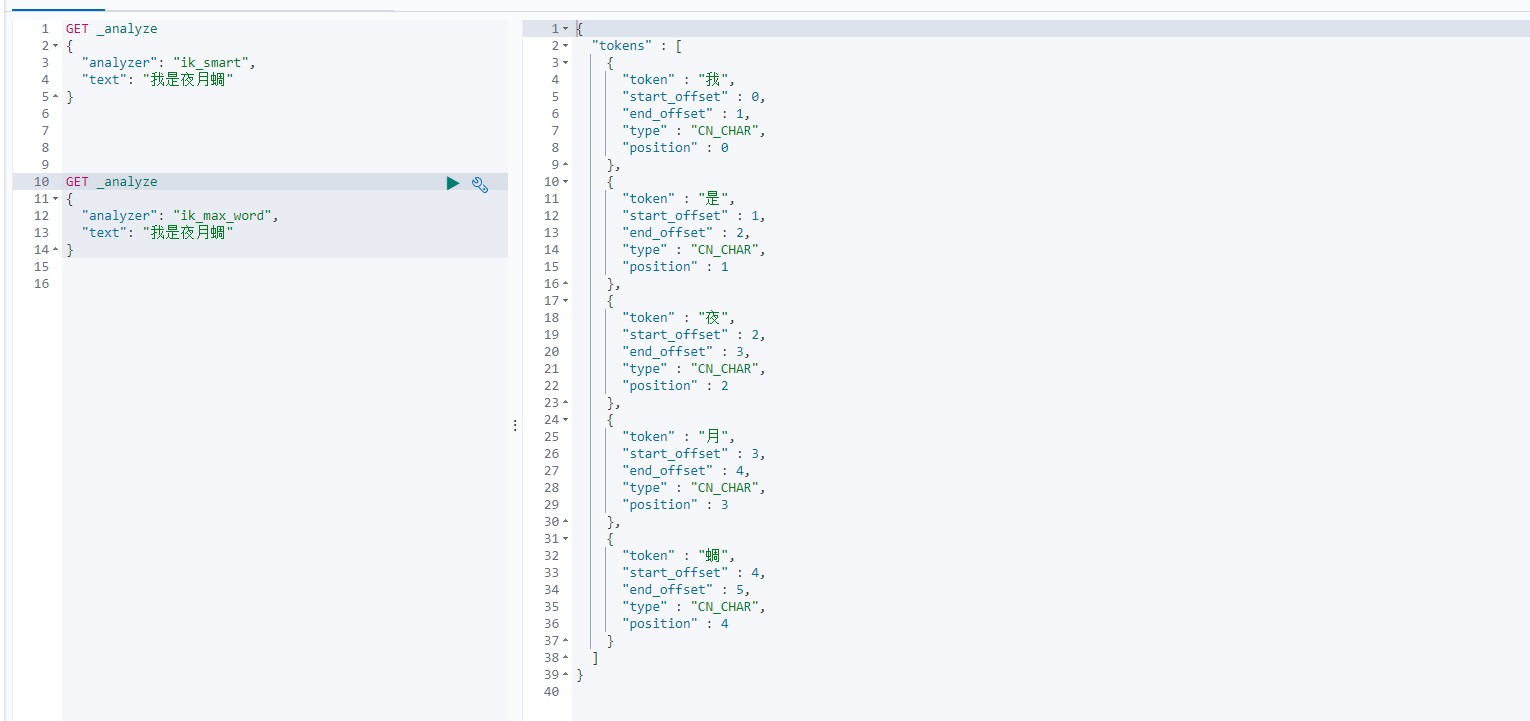 1 GET _analyze
2 {
3 "analyzer": "ik_smart",
4 "text": "我是夜月蜩"
5 }
6
7
8
9
10 GET _analyze
11 {
12 "analyzer": "ik_max_word",
13 "text": "我是夜月蜩"
14 }
15
16
1 {
2 "tokens" : [
3 {
4 "token" : "我",
5 "start_offset" : 0,
6 "end_offset" : 1,
7 "type" : "CN_CHAR",
8 "position" : 0
9 },
10 {
11 "token" : "是",
12 "start_offset" : 1,
13 "end_offset" : 2,
14 "type" : "CN_CHAR",
15 "position" : 1
16 },
17 {
18 "token" : "夜",
19 "start_offset" : 2,
20 "end_offset" : 3,
21 "type" : "CN_CHAR",
22 "position" : 2
23 },
24 {
25 "token" : "月",
26 "start_offset" : 3,
27 "end_offset" : 4,
28 "type" : "CN_CHAR",
29 "position" : 3
30 },
31 {
32 "token" : "蜩",
33 "start_offset" : 4,
34 "end_offset" : 5,
35 "type" : "CN_CHAR",
36 "position" : 4
37 }
38 ]
39 }
40